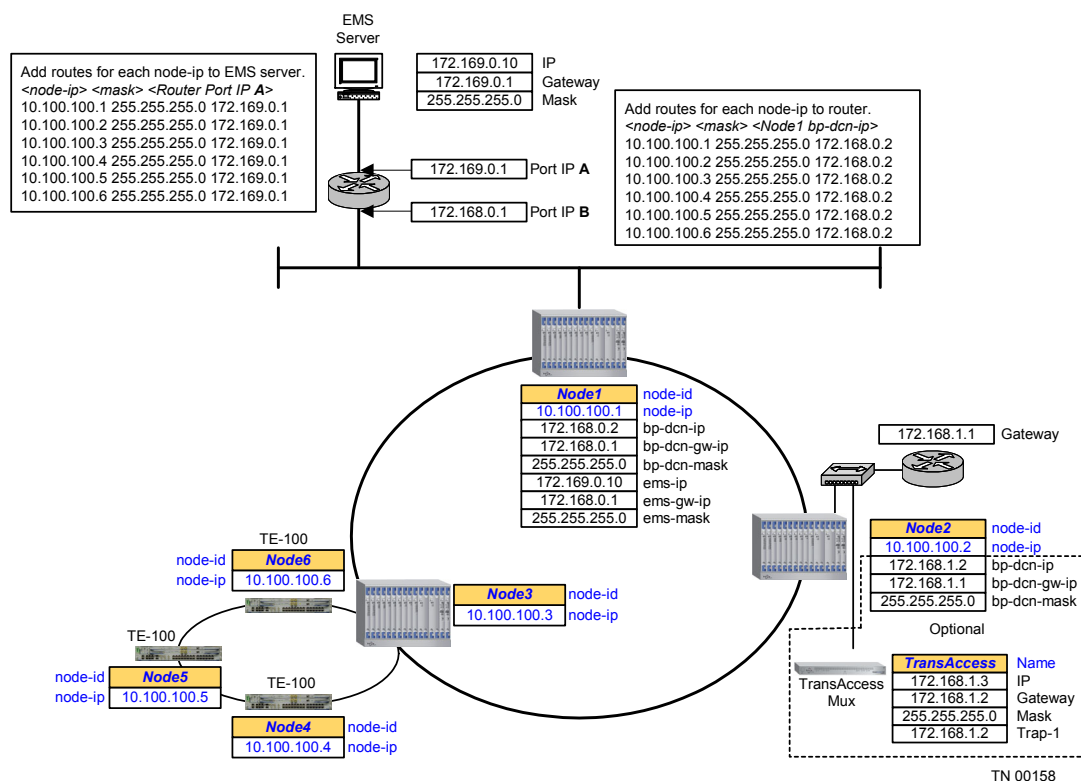 EMS
Server
172.169.0.10 IP
172.169.0.1 Gateway
255.255.255.0 Mask
Add routes for each node-ip to EMS server.
<node-ip> <mask> <Router Port IP A>
10.100.100.1 255.255.255.0 172.169.0.1
10.100.100.2 255.255.255.0 172.169.0.1
10.100.100.3 255.255.255.0 172.169.0.1
10.100.100.4 255.255.255.0 172.169.0.1
10.100.100.5 255.255.255.0 172.169.0.1
10.100.100.6 255.255.255.0 172.169.0.1
Add routes for each node-ip to router.
<node-ip> <mask> <Node1 bp-dcn-ip>
10.100.100.1 255.255.255.0 172.168.0.2
10.100.100.2 255.255.255.0 172.168.0.2
10.100.100.3 255.255.255.0 172.168.0.2
10.100.100.4 255.255.255.0 172.168.0.2
10.100.100.5 255.255.255.0 172.168.0.2
10.100.100.6 255.255.255.0 172.168.0.2
172.169.0.1 Port IP A
172.168.0.1 Port IP B
Node1 node-id
10.100.100.1 node-ip
172.168.0.2 bp-dcn-ip
172.168.0.1 bp-dcn-gw-ip
255.255.255.0 bp-dcn-mask
172.169.0.10 ems-ip
172.168.0.1 ems-gw-ip
255.255.255.0 ems-mask
172.168.1.1 Gateway
Node2 node-id
10.100.100.2 node-ip
172.168.1.2 bp-dcn-ip
172.168.1.1 bp-dcn-gw-ip
255.255.255.0 bp-dcn-mask
Optional
TE-100
node-id Node6
node-ip 10.100.100.6
Node3 node-id
10.100.100.3 node-ip
TE-100
node-id Node5
node-ip 10.100.100.5
TE-100
Node4 node-id
10.100.100.4 node-ip
TransAccess
Mux
TransAccess Name
172.168.1.3 IP
172.168.1.2 Gateway
255.255.255.0 Mask
172.168.1.2 Trap-1
TN 00158